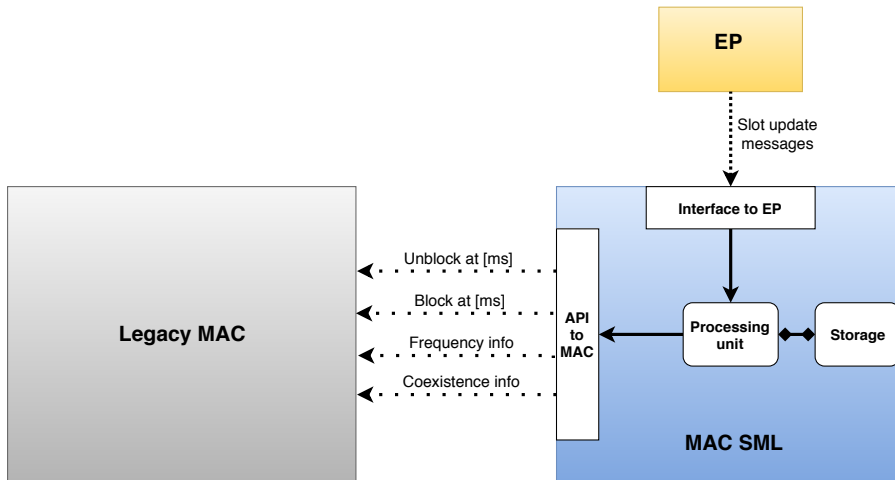 EP
Slot update
messages
Interface to EP
Unblock at [ms]
Block at [ms]
Frequency info
Coexistence info
Legacy MAC
API
to
MAC
Processing
unit
Storage
MAC SML